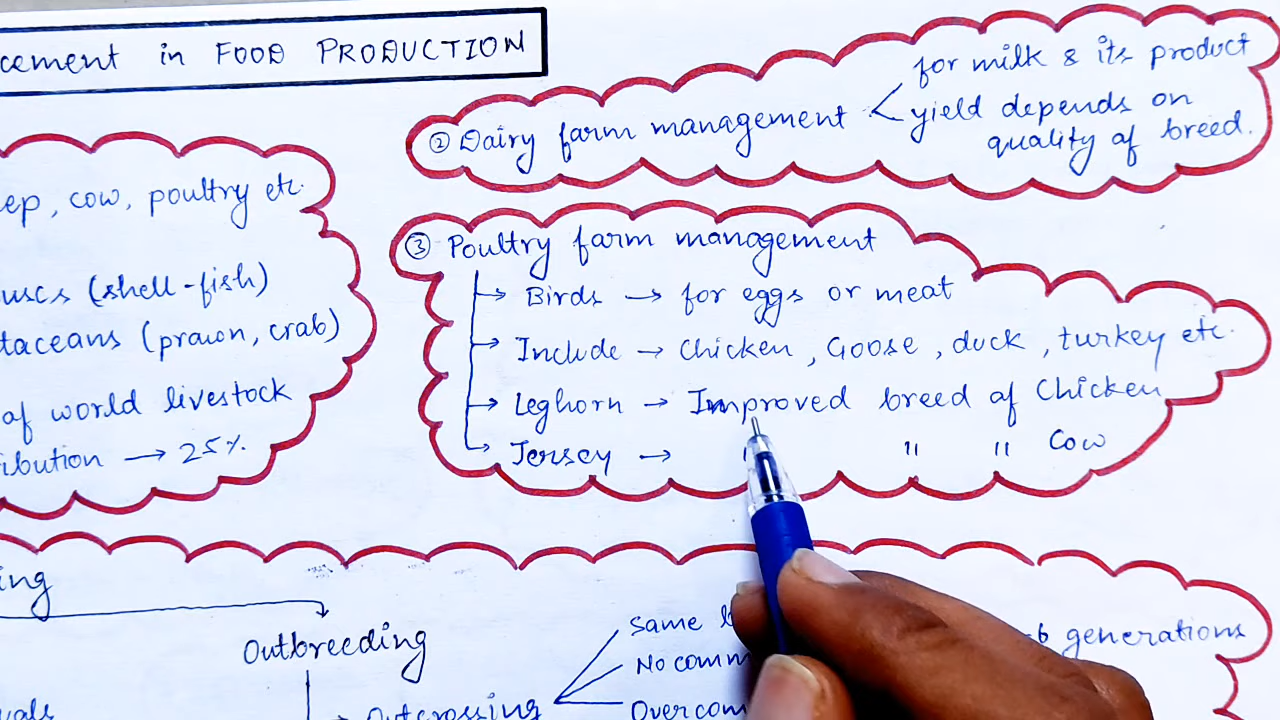 cement in FOOD PRODUCTION
② Dairy farm management < for milk & its product
yield depends on
quality of breed.
ep, cow, poultry etc.
uscs (shell-fish)
taceans (prawn, crab)
of world livestock
ibution → 25%
③ Poultry farm management
→ Birds → for eggs or meat
→ Include → Chicken, Goose, duck, turkey etc.
→ Leghorn → Improved breed of Chicken
→ Jersey → " " " Cow
ing
Outbreeding
Same
generations
No comm
vals
→ Outcrossing
Overcom